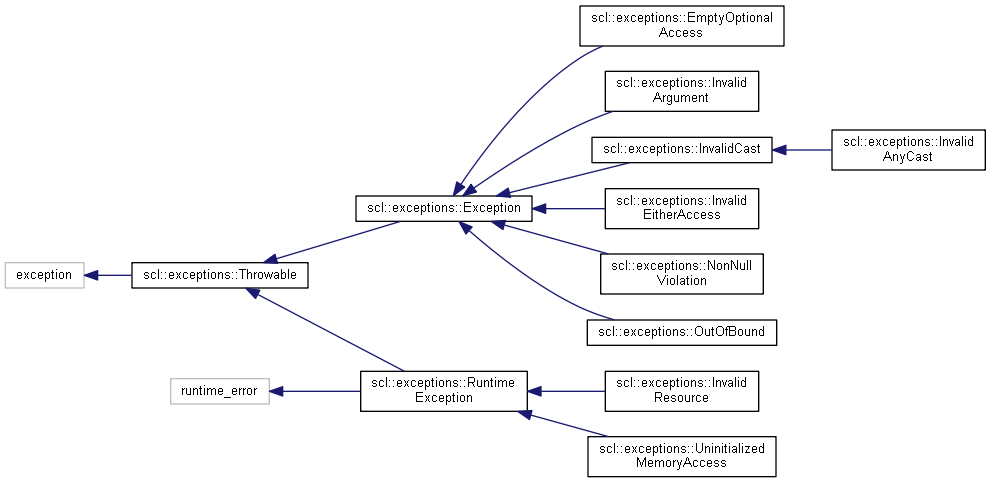 scl::exceptions::EmptyOptional
Access
scl::exceptions::Invalid
Argument
scl::exceptions::InvalidCast
scl::exceptions::Invalid
AnyCast
scl::exceptions::Exception
scl::exceptions::Invalid
EitherAccess
scl::exceptions::NonNull
Violation
exception
scl::exceptions::Throwable
scl::exceptions::OutOfBound
runtime_error
scl::exceptions::Runtime
Exception
scl::exceptions::Invalid
Resource
scl::exceptions::Uninitialized
MemoryAccess